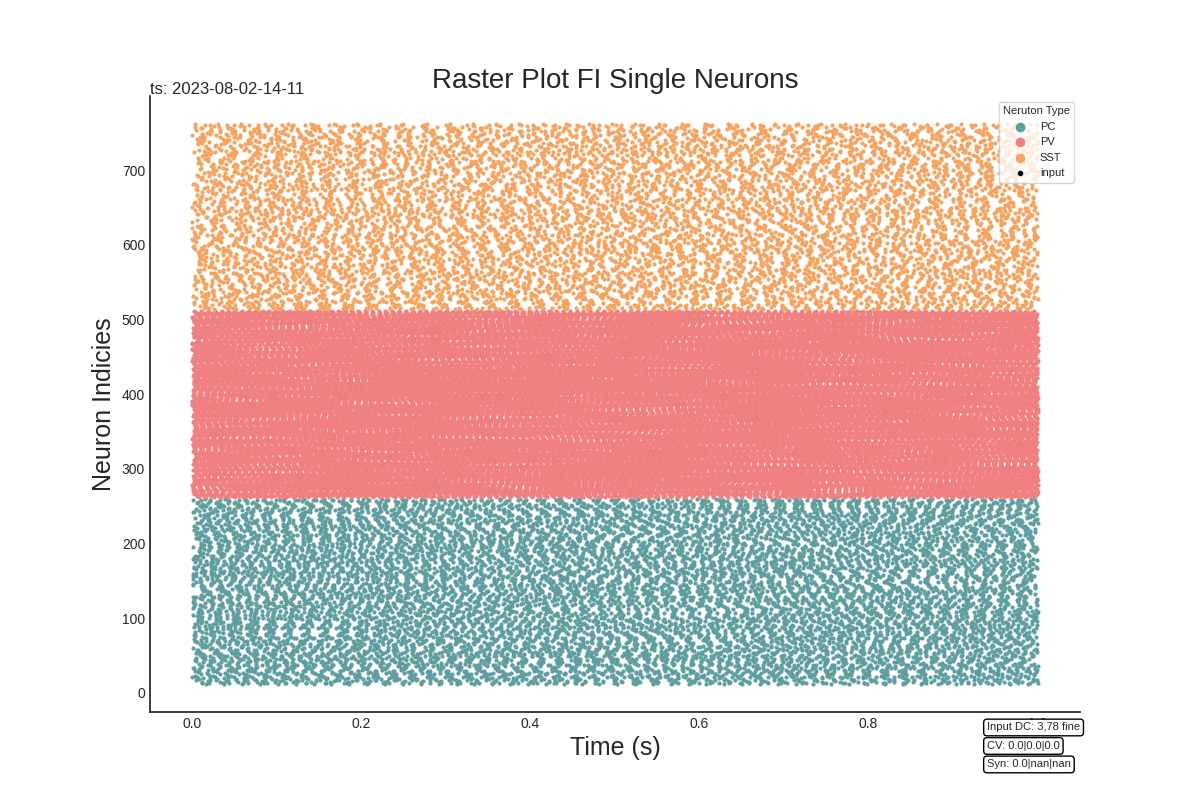 Raster Plot FI Single Neurons
ts: 2023-08-02-14-11
Neruton Type
PC
PV
SST
input
Neuron Indicies
700
600
500
400
300
200
100
0
0.0 0.2 0.4 0.6 0.8
Time (s)
Input DC: 3,78 fine
CV: 0.0|0.0|0.0
Syn: 0.0|nan|nan